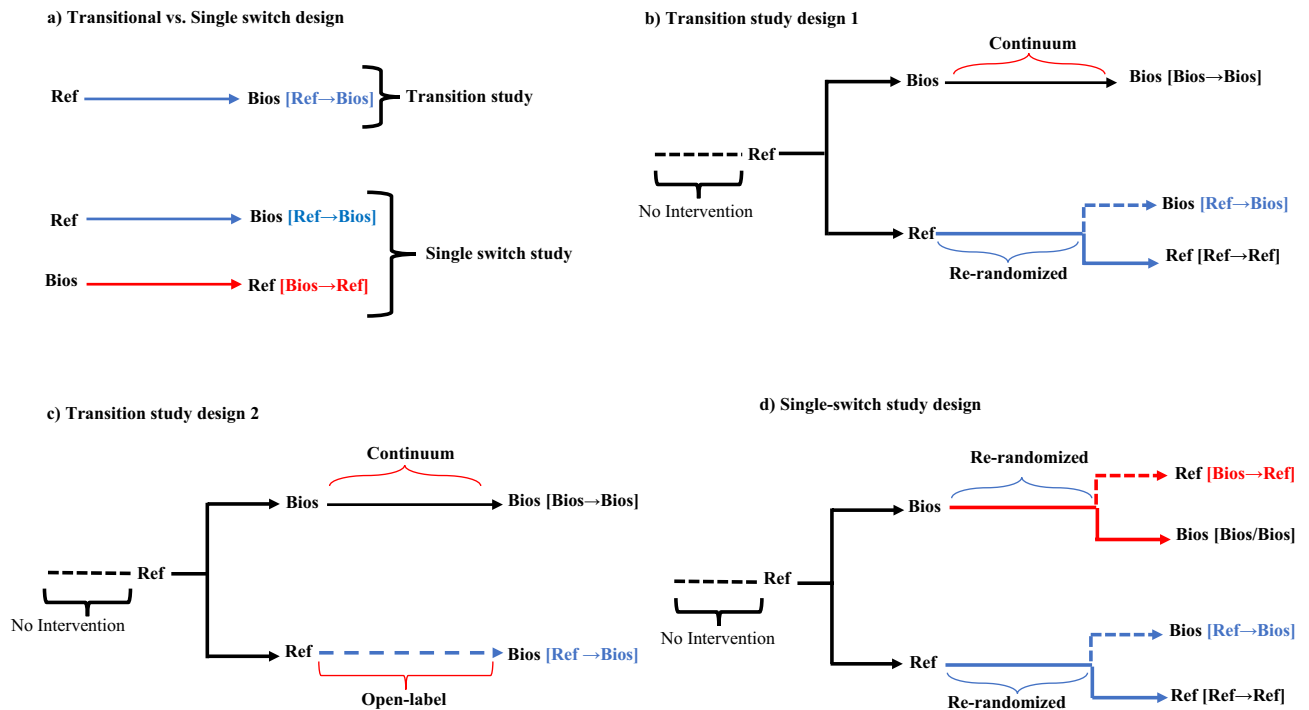 a) Transitional vs. Single switch design
Ref
Bios [Ref→Bios]
Transition study
Ref
Bios [Ref→Bios]
Single switch study
Bios
Ref [Bios→Ref]
b) Transition study design 1
Continuum
Bios
Bios [Bios→Bios]
Ref
No Intervention
Bios [Ref→Bios]
Ref
Ref [Ref→Ref]
Re-randomized
c) Transition study design 2
Continuum
Bios
Bios [Bios→Bios]
Ref
No Intervention
Ref
Bios [Ref →Bios]
Open-label
d) Single-switch study design
Re-randomized
Ref [Bios→Ref]
Bios
Bios [Bios/Bios]
Ref
No Intervention
Bios [Ref→Bios]
Ref
Re-randomized
Ref [Ref→Ref]